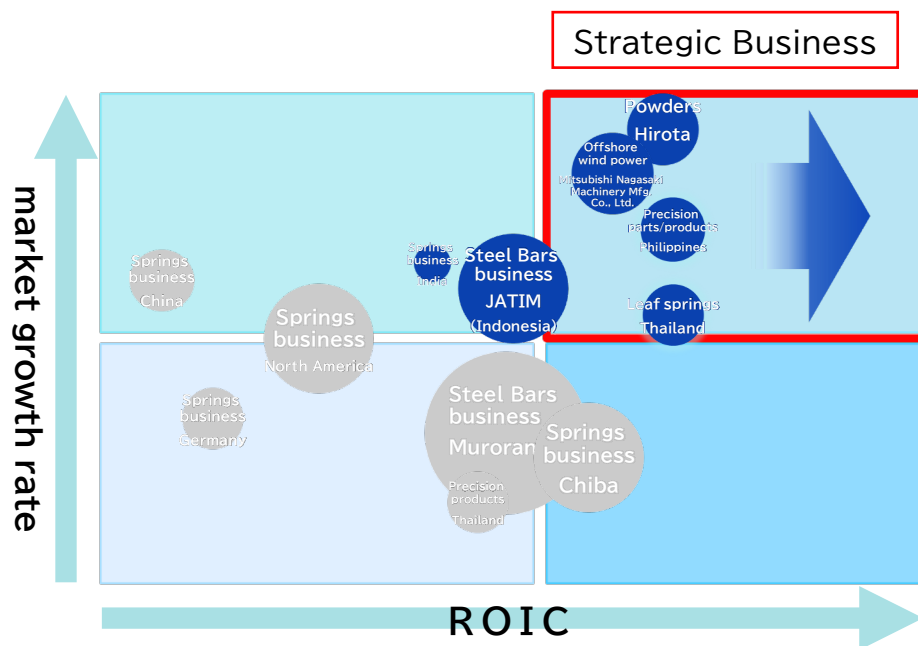 Strategic Business
market growth rate
Powders
Hirota
Offshore
wind power
Mitsubishi Nagasaki
Machinery Mfg.
Co., Ltd.
Precision
parts/products
Philippines
Leaf springs
Thailand
Springs
business
India
Steel Bars
business
JATIM
(Indonesia)
Springs
business
China
Springs
business
North America
Springs
business
Germany
Steel Bars
business
Muroran
Springs
business
Chiba
Precision
products
Thailand
ROIC